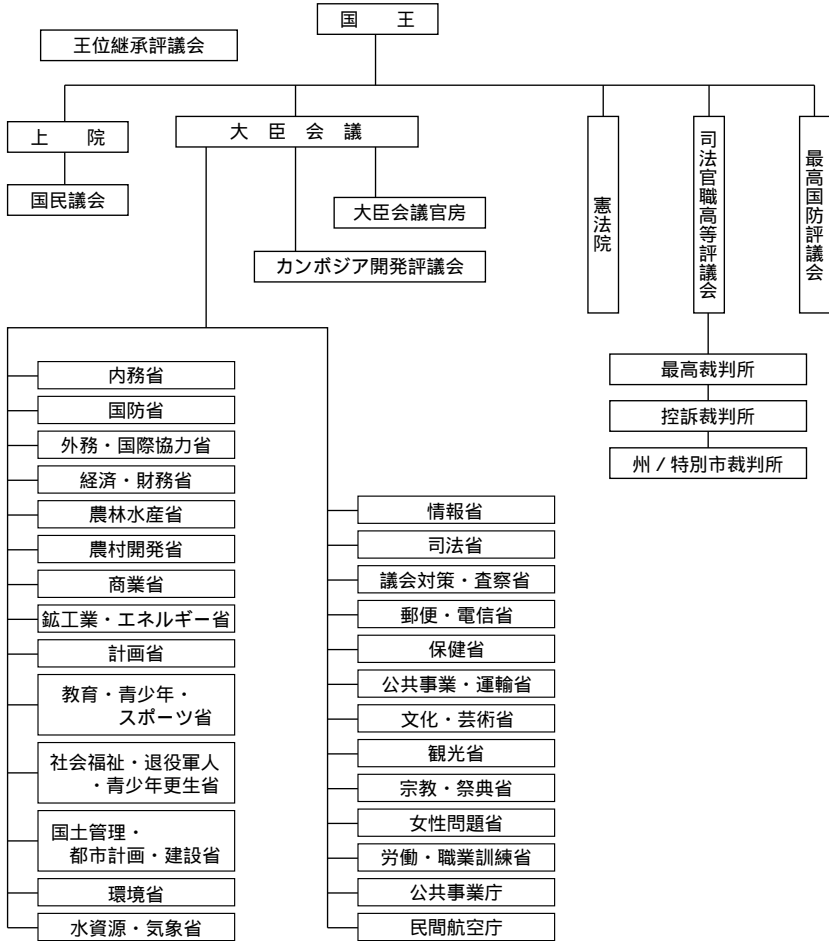 国　王
王位継承評議会
上　院
国民議会
大　臣　会　議
大臣会議官房
カンボジア開発評議会
憲法院
司法官職高等評議会
最高国防評議会
最高裁判所
控訴裁判所
州 / 特別市裁判所
内務省
国防省
外務・国際協力省
経済・財務省
農林水産省
農村開発省
商業省
鉱工業・エネルギー省
計画省
教育・青少年・
スポーツ省
社会福祉・退役軍人
・青少年更生省
国土管理・
都市計画・建設省
環境省
水資源・気象省
情報省
司法省
議会対策・査察省
郵便・電信省
保健省
公共事業・運輸省
文化・芸術省
観光省
宗教・祭典省
女性問題省
労働・職業訓練省
公共事業庁
民間航空庁